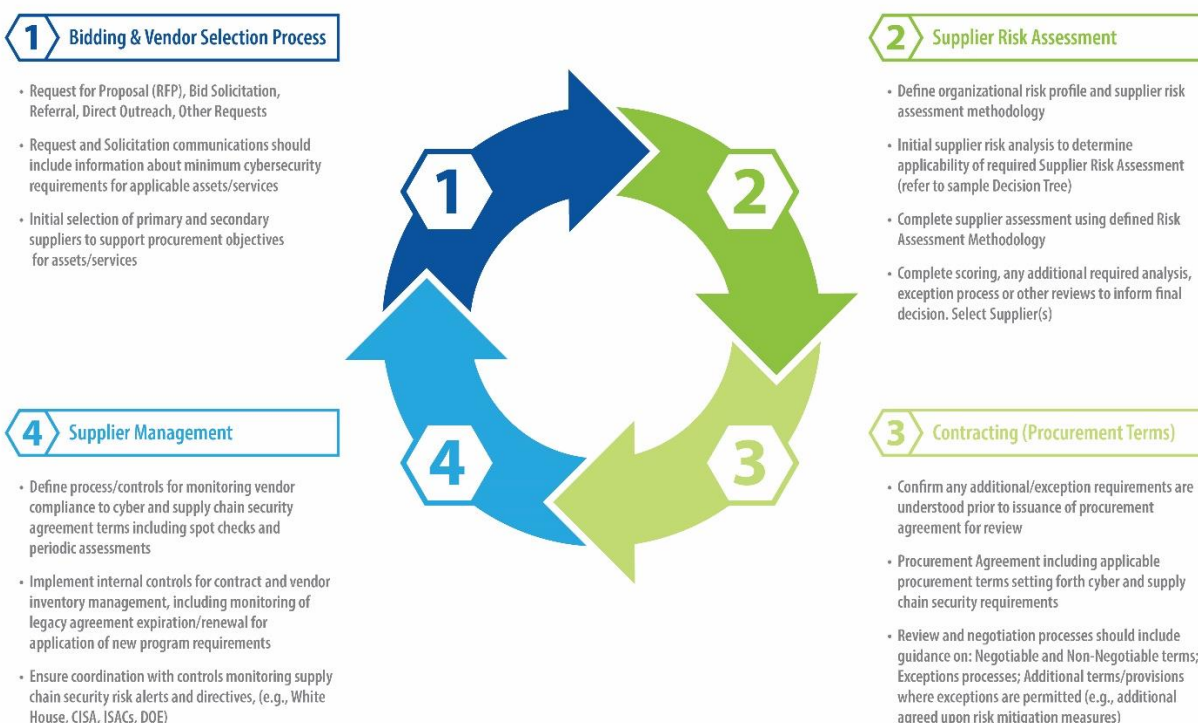 1 Bidding & Vendor Selection Process
• Request for Proposal (RFP), Bid Solicitation,
Referral, Direct Outreach, Other Requests
• Request and Solicitation communications should
include information about minimum cybersecurity
requirements for applicable assets/services
• Initial selection of primary and secondary
suppliers to support procurement objectives
for assets/services
2 Supplier Risk Assessment
• Define organizational risk profile and supplier risk
assessment methodology
• Initial supplier risk analysis to determine
applicability of required Supplier Risk Assessment
(refer to sample Decision Tree)
• Complete supplier assessment using defined Risk
Assessment Methodology
• Complete scoring, any additional required analysis,
exception process or other reviews to inform final
decision. Select Supplier(s)
1
2
3
4
4 Supplier Management
• Define process/controls for monitoring vendor
compliance to cyber and supply chain security
agreement terms including spot checks and
periodic assessments
• Implement internal controls for contract and vendor
inventory management, including monitoring of
legacy agreement expiration/renewal for
application of new program requirements
• Ensure coordination with controls monitoring supply
chain security risk alerts and directives, (e.g., White
House, CISA, ISACs, DOE)
3 Contracting (Procurement Terms)
• Confirm any additional/exception requirements are
understood prior to issuance of procurement
agreement for review
• Procurement Agreement including applicable
procurement terms setting forth cyber and supply
chain security requirements
• Review and negotiation processes should include
guidance on: Negotiable and Non-Negotiable terms;
Exceptions processes; Additional terms/provisions
where exceptions are permitted (e.g., additional
agreed upon risk mitigation measures)